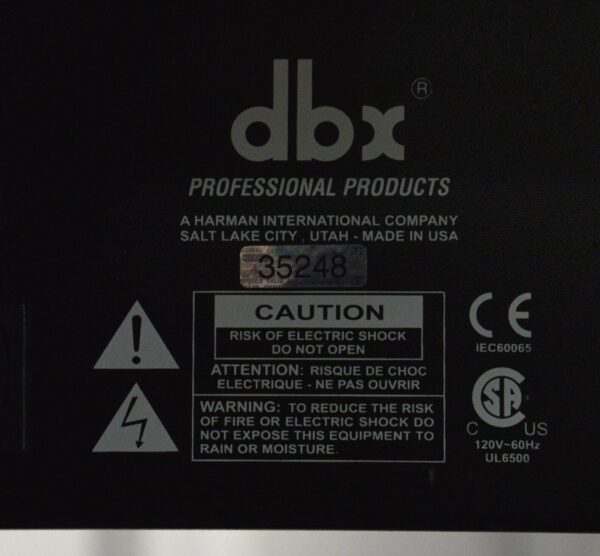 dbx®
PROFESSIONAL PRODUCTS
A HARMAN INTERNATIONAL COMPANY
SALT LAKE CITY , UTAH - MADE IN USA
35248
CAUTION
RISK OF ELECTRIC SHOCK
DO NOT OPEN
ATTENTION: RISQUE DE CHOC
ELECTRIQUE - NE PAS OUVRIR
WARNING: TO REDUCE THE RISK
OF FIRE OR ELECTRIC SHOCK DO
NOT EXPOSE THIS EQUIPMENT TO
RAIN OR MOISTURE.
!
CE
IEC60065
SA
C US
120V~60Hz
UL6500